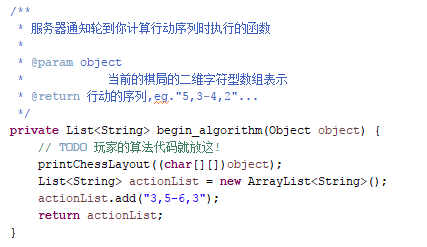 /**
 * 服务器通知轮到你计算行动序列时执行的函数
 *
 * @param object
 *            当前的棋局的二维字符型数组表示
 * @return 行动的序列,eg."5,3-4,2"...
 */
private List<String> begin_algorithm(Object object) {
    // TODO 玩家的算法代码就放这!
    printChessLayout((char[][])object);
    List<String> actionList = new ArrayList<String>();
    actionList.add("3,5-6,3");
    return actionList;
}